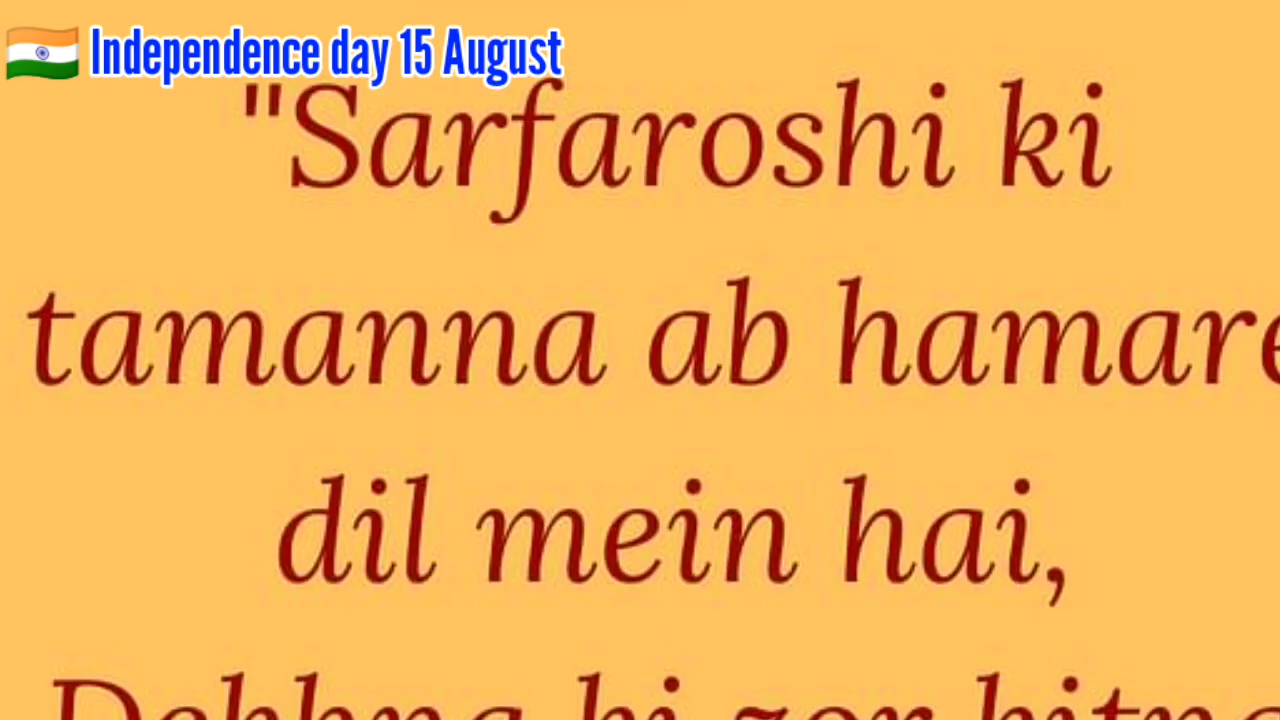 🇮🇳 Independence day 15 August
"Sarfaroshi ki
tamanna ab hamare
dil mein hai,